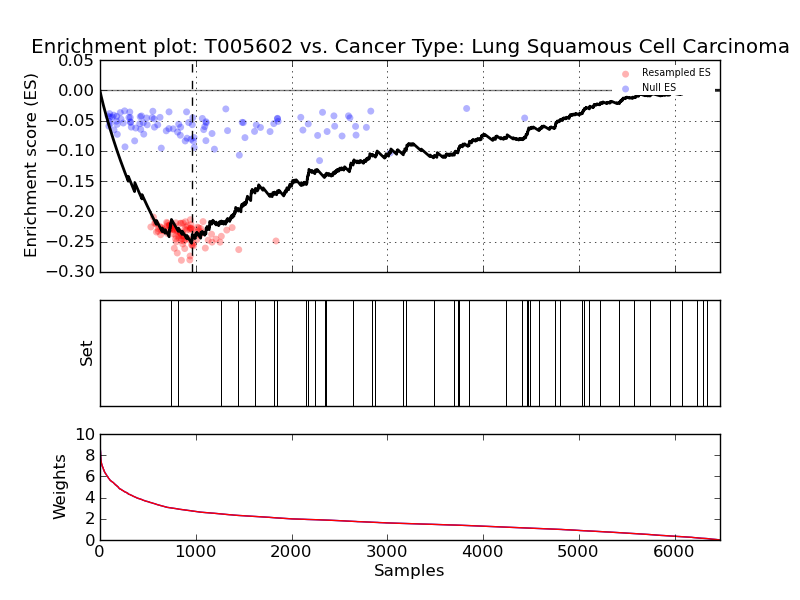 Enrichment plot: T005602 vs. Cancer Type: Lung Squamous Cell Carcinoma
0.05
0.00
−0.05
−0.10
−0.15
−0.20
−0.25
−0.30
Enrichment score (ES)
Resampled ES
Null ES
Set
10
8
6
4
2
0
Weights
0 1000 2000 3000 4000 5000 6000
Samples